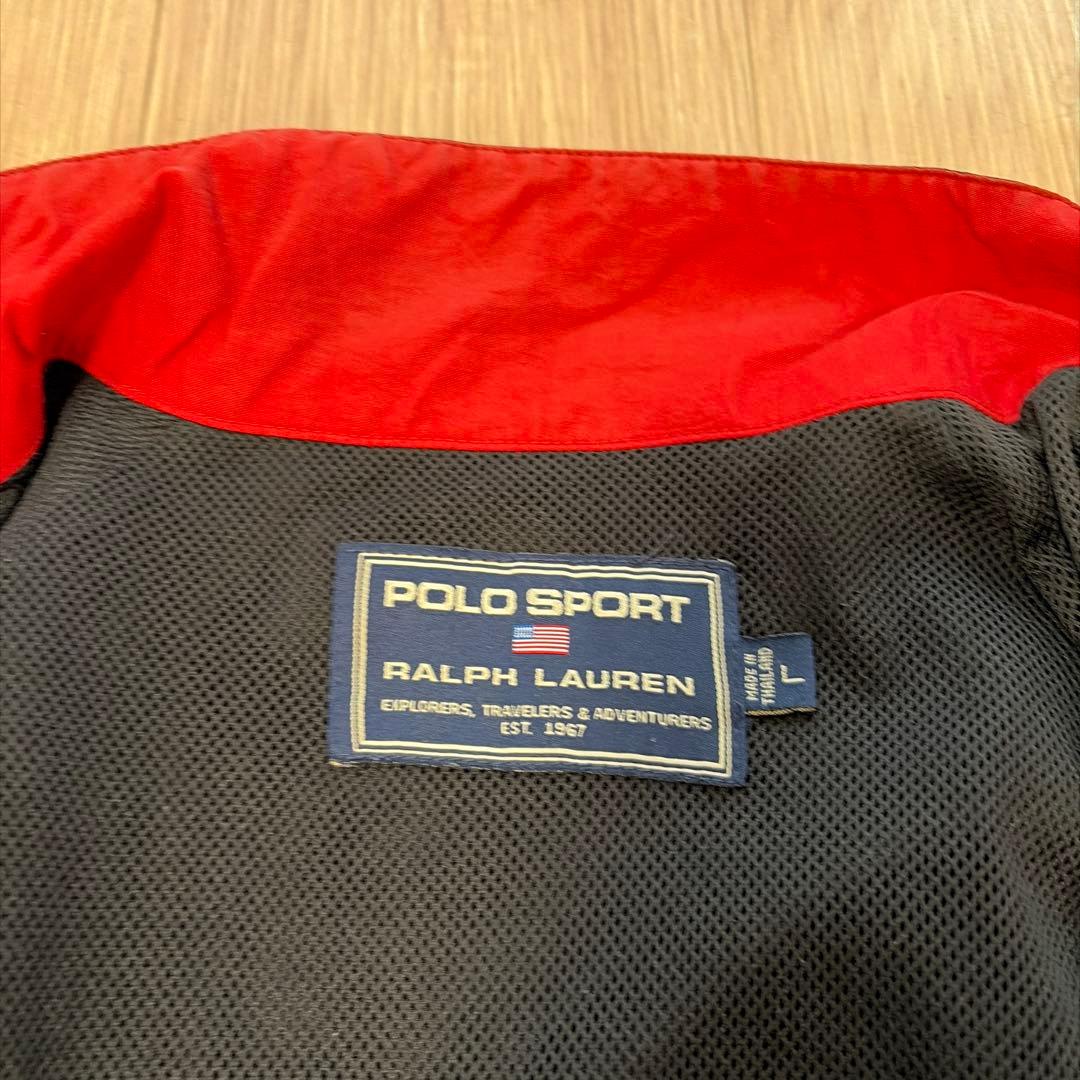 POLO SPORT
RALPH LAUREN
EXPLORERS, TRAVELERS & ADVENTURERS
EST. 1967
MADE IN
THAILAND
L